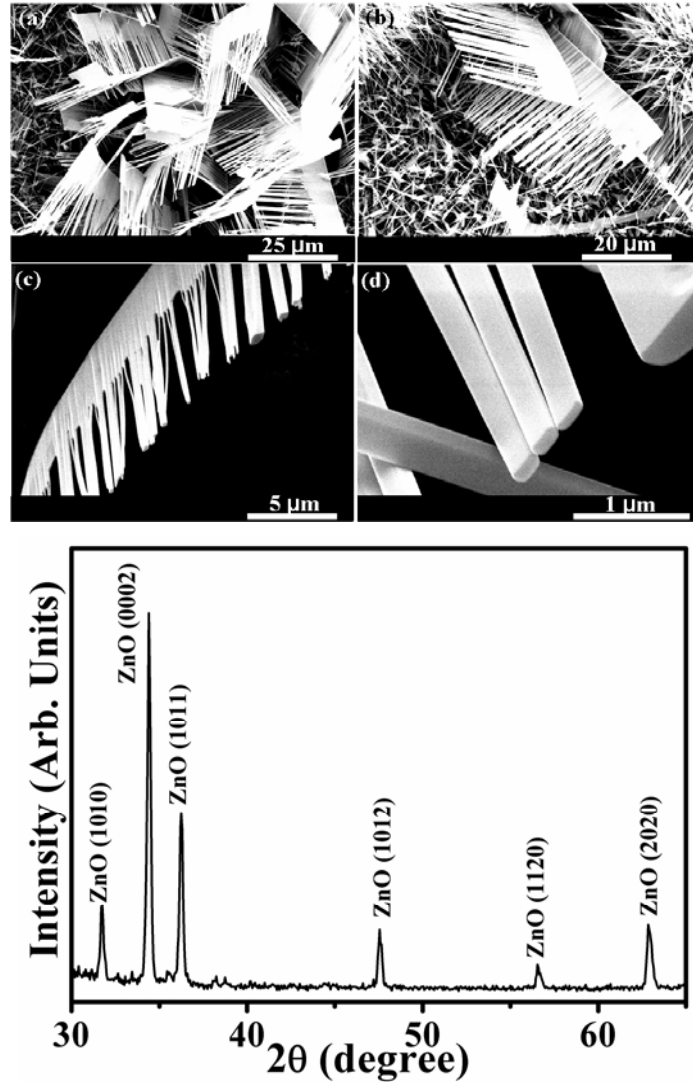 (a)
(b)
25 µm
20 µm
(c)
(d)
5 µm
1 µm
Intensity (Arb. Units)
ZnO (1010)
ZnO (0002)
ZnO (1011)
ZnO (1012)
ZnO (1120)
ZnO (2020)
30
40
50
60
2θ (degree)